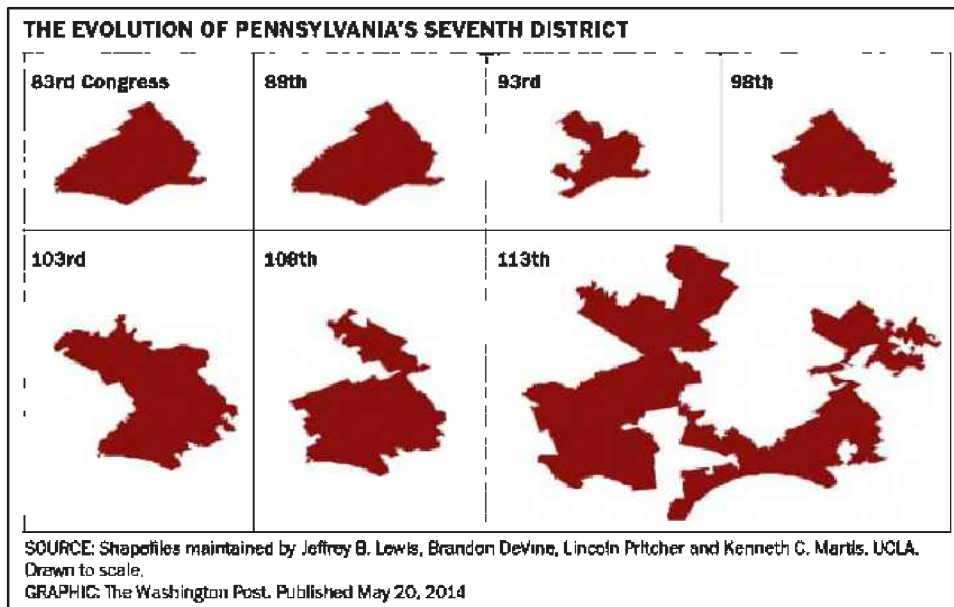 THE EVOLUTION OF PENNSYLVANIA'S SEVENTH DISTRICT
83rd Congress
89th
93rd
98th
103rd
108th
113th
SOURCE: Shapefiles maintained by Jeffrey B. Lewis, Brandon DeVine, Lincoln Pritcher and Kenneth C. Martis, UCLA.
Drawn to scale.
GRAPHIC: The Washington Post. Published May 20, 2014